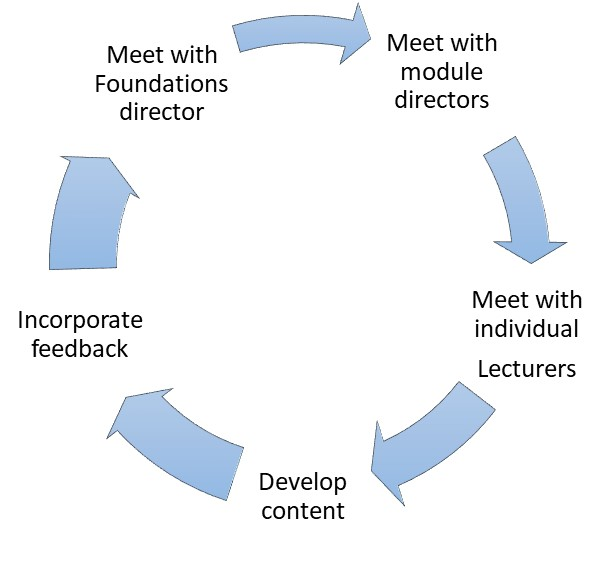 Meet with
Foundations
director
Meet with
module
directors
Meet with
individual
Lecturers
Develop
content
Incorporate
feedback